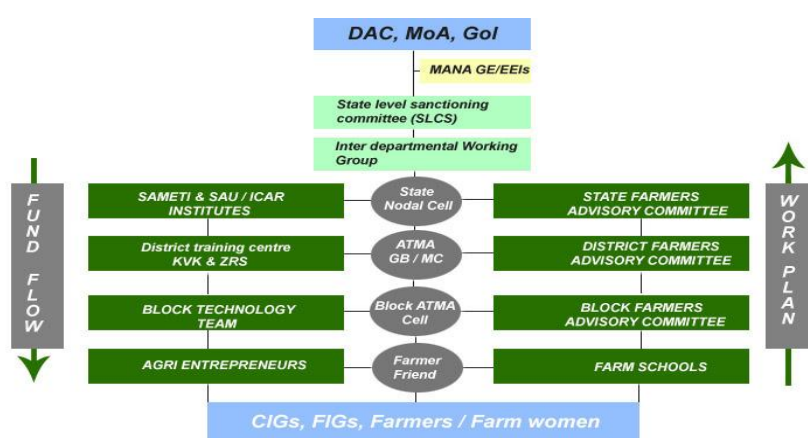 DAC, MoA, GoI
MANA GE/EEIs
State level sanctioning
committee (SLCS)
Inter departmental Working
Group
FUND FLOW
SAMETI & SAU / ICAR
INSTITUTES
State
Nodal Cell
STATE FARMERS
ADVISORY COMMITTEE
WORK PLAN
District training centre
KVK & ZRS
ATMA
GB / MC
DISTRICT FARMERS
ADVISORY COMMITTEE
BLOCK TECHNOLOGY
TEAM
Block ATMA
Cell
BLOCK FARMERS
ADVISORY COMMITTEE
AGRI ENTREPRENEURS
Farmer
Friend
FARM SCHOOLS
CIGs, FIGs, Farmers / Farm women